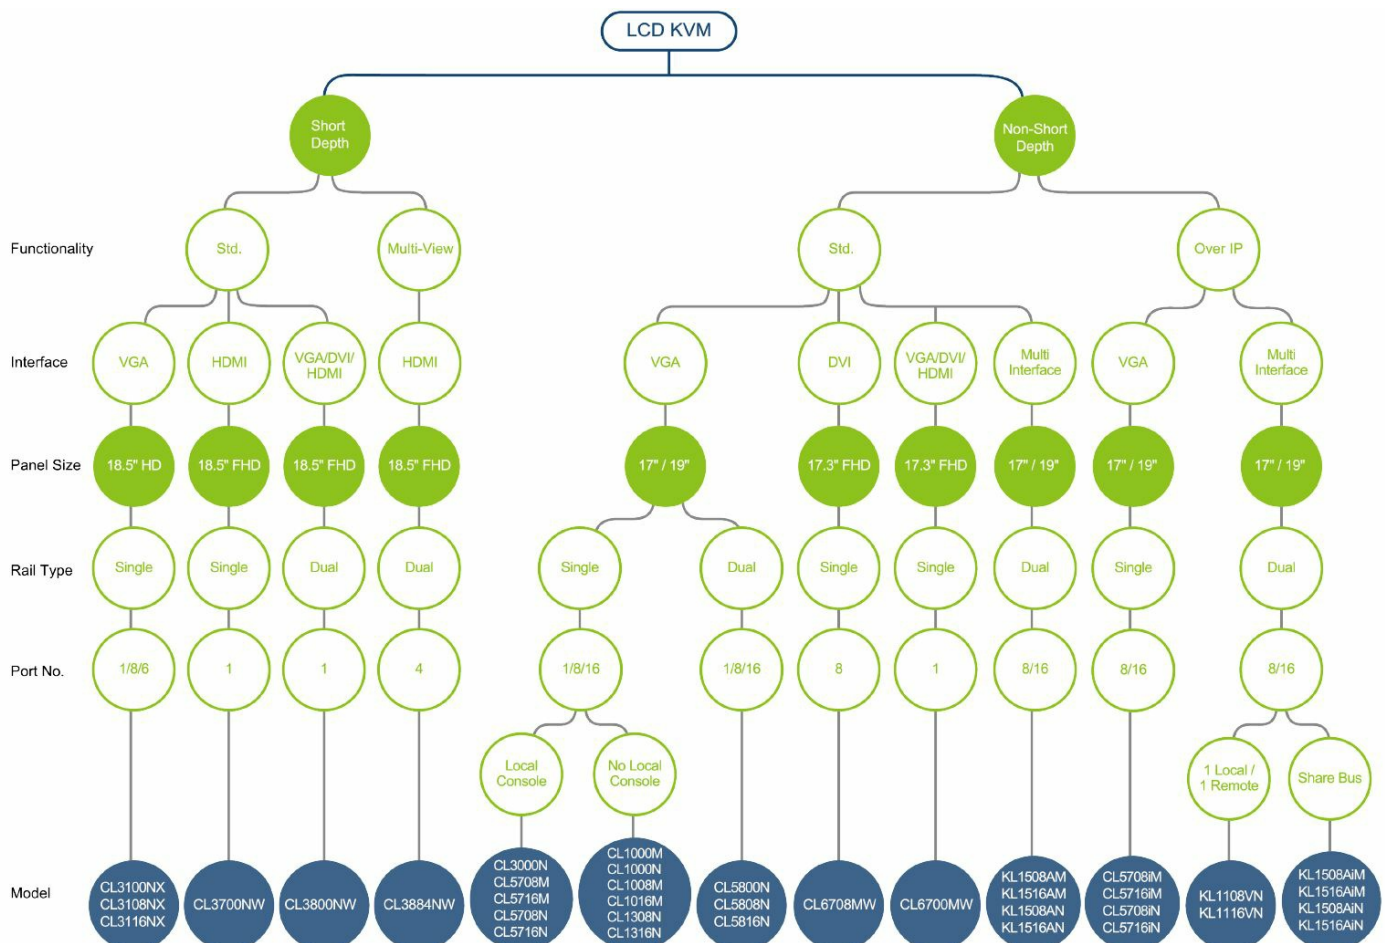 LCD KVM
Short
Depth
Non-Short
Depth
Functionality
Std.
Multi-View
Std.
Over IP
Interface
VGA
HDMI
VGA/DVI/
HDMI
HDMI
VGA
DVI
VGA/DVI/
HDMI
Multi
Interface
VGA
Multi
Interface
Panel Size
18.5" HD
18.5" FHD
18.5" FHD
18.5" FHD
17" / 19"
17.3" FHD
17.3" FHD
17" / 19"
17" / 19"
17" / 19"
Rail Type
Single
Single
Dual
Dual
Single
Dual
Single
Single
Dual
Single
Dual
Port No.
1/8/6
1
1
4
1/8/16
1/8/16
8
1
8/16
8/16
8/16
Local
Console
No Local
Console
1 Local /
1 Remote
Share Bus
Model
CL3100NX
CL3108NX
CL3116NX
CL3700NW
CL3800NW
CL3884NW
CL3000N
CL5708M
CL5716M
CL5708N
CL5716N
CL1000M
CL1000N
CL1008M
CL1016M
CL1308N
CL1316N
CL5800N
CL5808N
CL5816N
CL6708MW
CL6700MW
KL1508AM
KL1516AM
KL1508AN
KL1516AN
CL5708iM
CL5716iM
CL5708iN
CL5716iN
KL1108VN
KL1116VN
KL1508AiM
KL1516AiM
KL1508AiN
KL1516AiN